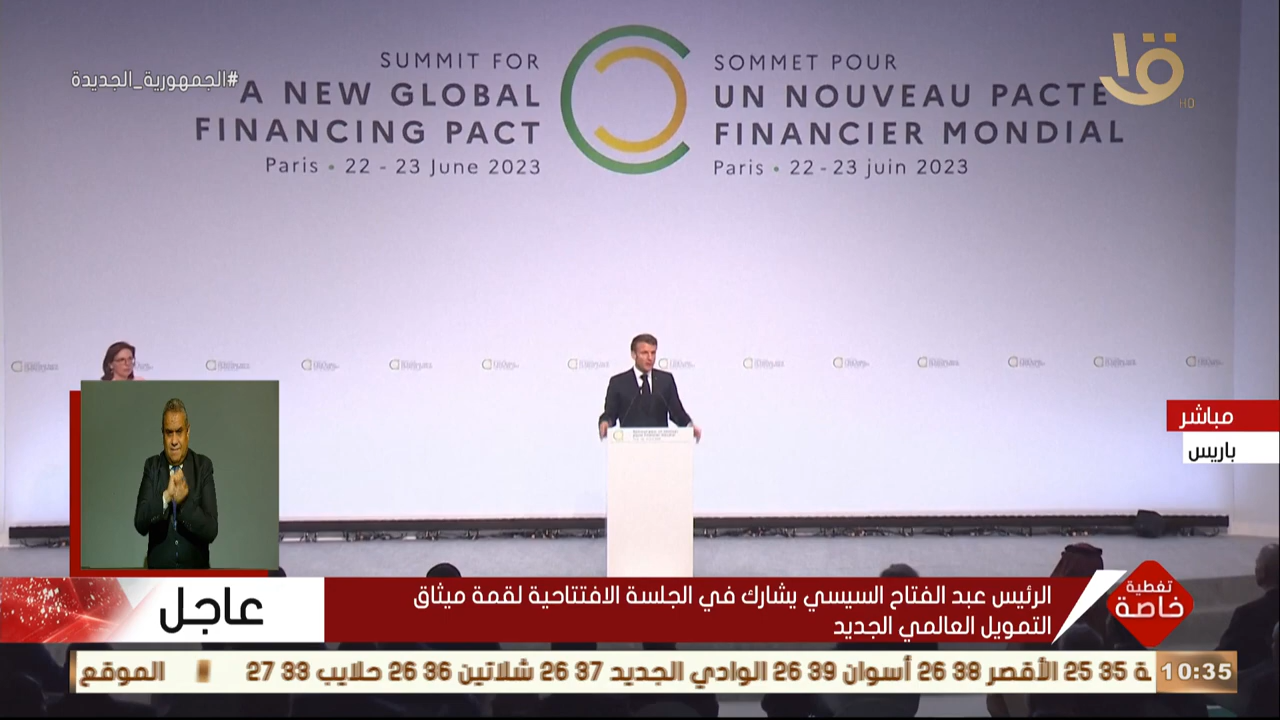 SUMMIT FOR
A NEW GLOBAL
FINANCING PACT
Paris • 22 - 23 June 2023
SOMMET POUR
UN NOUVEAU PACTE
FINANCIER MONDIAL
Paris • 22 - 23 juin 2023
#الجمهورية_الجديدة
HD
مباشر
باريس
عاجل
الرئيس عبد الفتاح السيسي يشارك في الجلسة الافتتاحية لقمة ميثاق
التمويل العالمي الجديد
تغطية
خاصة
10:35
ة 35 25 الأقصر 38 26 أسوان 39 26 الوادي الجديد 37 26 شلاتين 36 26 حلايب 33 27
الموقع